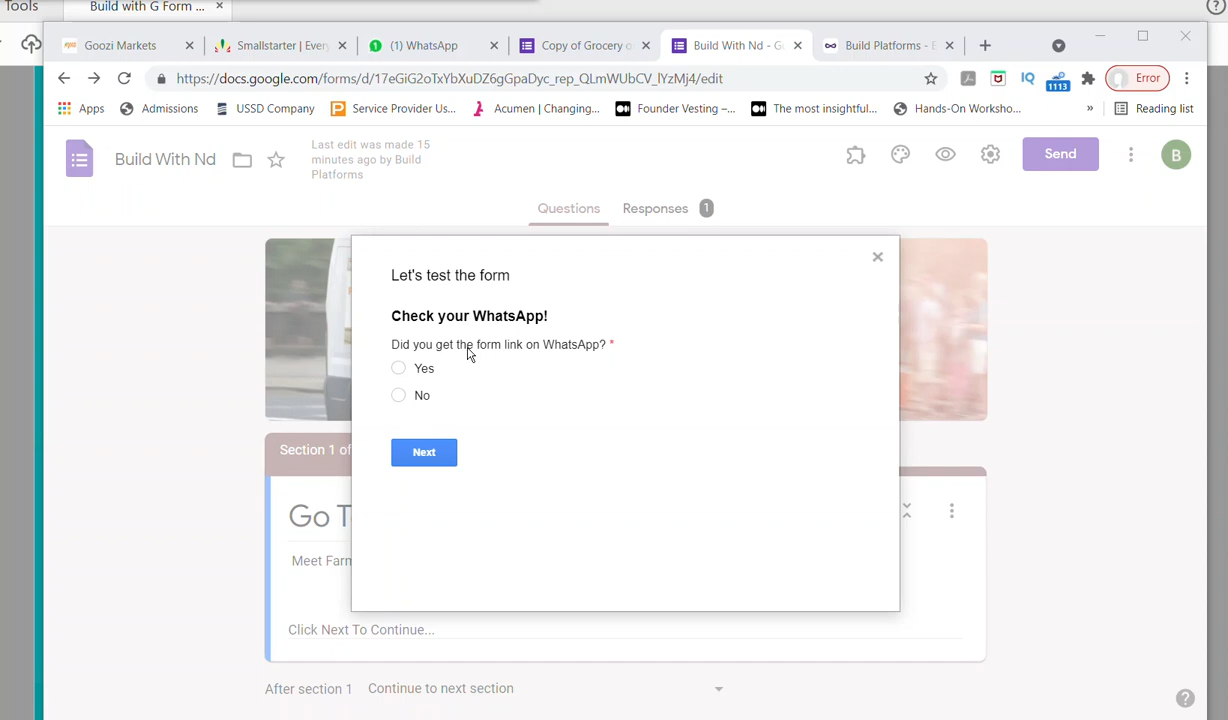 Tools
Build with G Form ...
Goozi Markets
Smallstarter | Ever
(1) WhatsApp
Copy of Grocery o
Build With Nd - G
Build Platforms - E
https://docs.google.com/forms/d/17eGiG2oTxYbXuDZ6gGpaDyc_rep_QLmWUbCV_IYzMj4/edit
IQ
1113
Error
Apps
Admissions
USSD Company
Service Provider Us...
Acumen | Changing...
Founder Vesting –...
The most insightful...
Hands-On Worksho...
»
Reading list
Build With Nd
Last edit was made 15
minutes ago by Build
Platforms
Send
B
Questions
Responses
1
Let's test the form
Check your WhatsApp!
Did you get the form link on WhatsApp? *
Yes
No
Next
Section 1 of
Go T
Meet Farm
Click Next To Continue...
After section 1
Continue to next section